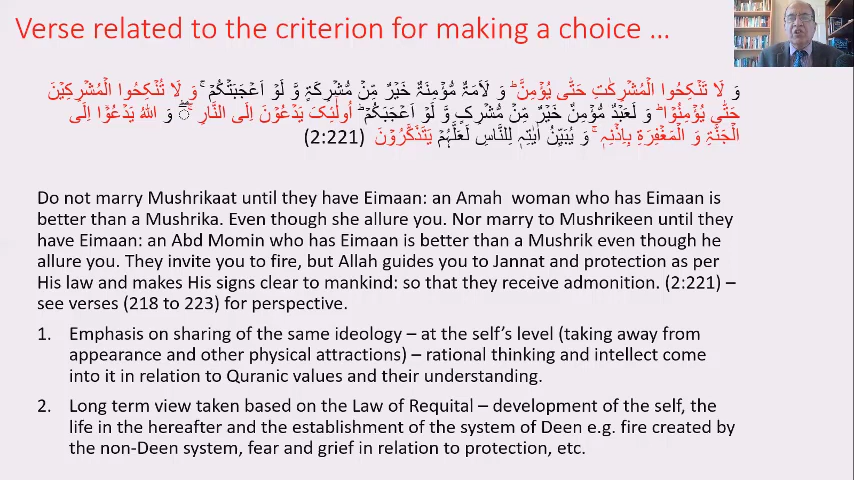 Verse related to the criterion for making a choice …
وَ لَا تَنۡکِحُوا الۡمُشۡرِکٰتِ حَتّٰی یُؤۡمِنَّ ؕ وَ لَاَمَۃٌ مُّؤۡمِنَۃٌ خَیۡرٌ مِّنۡ مُّشۡرِکَۃٍ وَّ لَوۡ اَعۡجَبَتۡکُمۡ ۚ وَ لَا تُنۡکِحُوا الۡمُشۡرِکِیۡنَ
حَتّٰی یُؤۡمِنُوۡا ؕ وَ لَعَبۡدٌ مُّؤۡمِنٌ خَیۡرٌ مِّنۡ مُّشۡرِکٍ وَّ لَوۡ اَعۡجَبَکُمۡ ؕ اُولٰٓئِکَ یَدۡعُوۡنَ اِلَی النَّارِ ۚۖ وَ اللّٰہُ یَدۡعُوۡۤا اِلَی
الۡجَنَّۃِ وَ الۡمَغۡفِرَۃِ بِاِذۡنِہٖ ۚ وَ یُبَیِّنُ اٰیٰتِہٖ لِلنَّاسِ لَعَلَّہُمۡ یَتَذَکَّرُوۡنَ (2:221)
Do not marry Mushrikaat until they have Eimaan: an Amah woman who has Eimaan is
better than a Mushrika. Even though she allure you. Nor marry to Mushrikeen until they
have Eimaan: an Abd Momin who has Eimaan is better than a Mushrik even though he
allure you. They invite you to fire, but Allah guides you to Jannat and protection as per
His law and makes His signs clear to mankind: so that they receive admonition. (2:221) –
see verses (218 to 223) for perspective.
1. Emphasis on sharing of the same ideology – at the self's level (taking away from
appearance and other physical attractions) – rational thinking and intellect come
into it in relation to Quranic values and their understanding.
2. Long term view taken based on the Law of Requital – development of the self, the
life in the hereafter and the establishment of the system of Deen e.g. fire created by
the non-Deen system, fear and grief in relation to protection, etc.